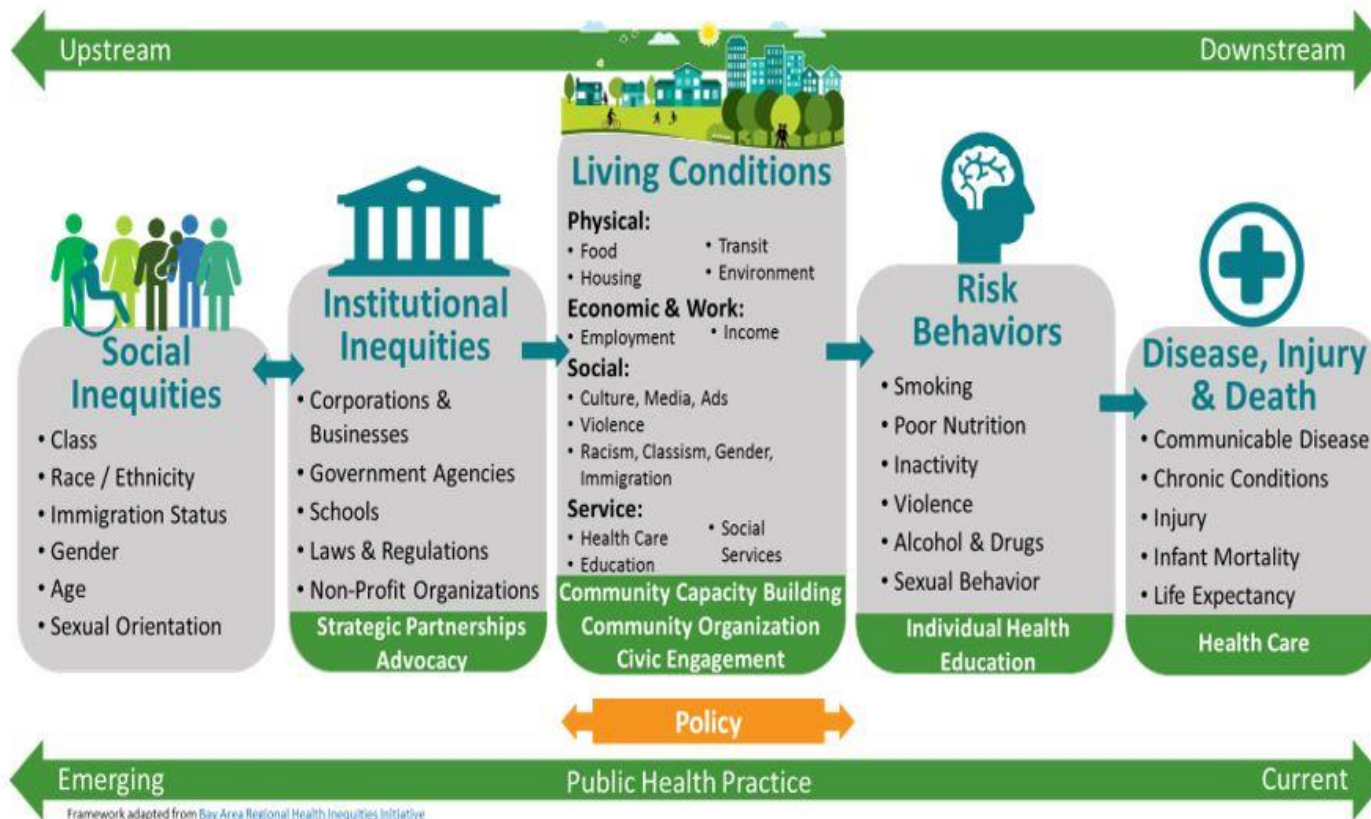 Upstream
Downstream
Social
Inequities
• Class
• Race / Ethnicity
• Immigration Status
• Gender
• Age
• Sexual Orientation
Institutional
Inequities
• Corporations &
Businesses
• Government Agencies
• Schools
• Laws & Regulations
• Non-Profit Organizations
Strategic Partnerships
Advocacy
Living Conditions
Physical:
• Food
• Transit
• Housing
• Environment
Economic & Work:
• Employment
• Income
Social:
• Culture, Media, Ads
• Violence
• Racism, Classism, Gender,
Immigration
Service:
• Health Care
• Social
Services
• Education
Community Capacity Building
Community Organization
Civic Engagement
Risk
Behaviors
• Smoking
• Poor Nutrition
• Inactivity
• Violence
• Alcohol & Drugs
• Sexual Behavior
Individual Health
Education
Disease, Injury
& Death
• Communicable Disease
• Chronic Conditions
• Injury
• Infant Mortality
• Life Expectancy
Health Care
Policy
Emerging
Public Health Practice
Current
Framework adapted from Bay Area Regional Health Inequities Initiative